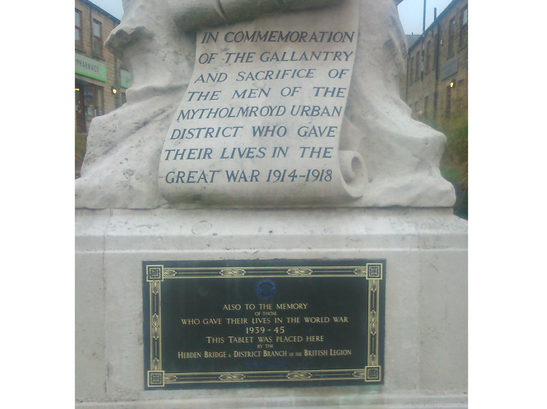 PHARMACY
IN COMMEMORATION
OF THE GALLANTRY
AND SACRIFICE OF
THE MEN OF THE
MYTHOLMROYD URBAN
DISTRICT WHO GAVE
THEIR LIVES IN THE
GREAT WAR 1914-1918
ALSO TO THE MEMORY
OF THOSE
WHO GAVE THEIR LIVES IN THE WORLD WAR
1939-45
THIS TABLET WAS PLACED HERE
BY THE
HEBDEN BRIDGE & DISTRICT BRANCH OF THE BRITISH LEGION